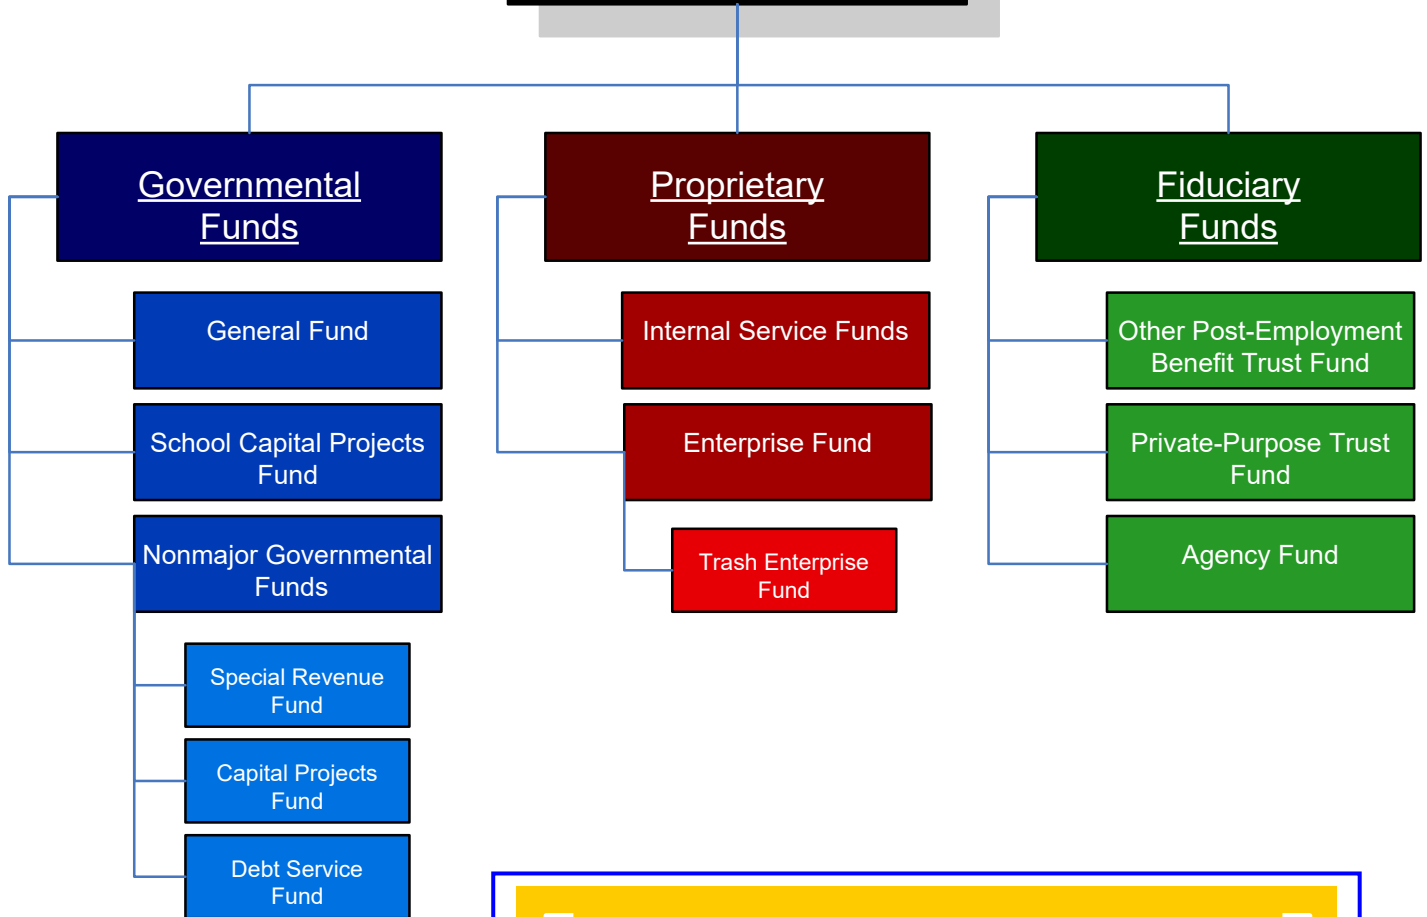 Governmental
Funds
General Fund
School Capital Projects
Fund
Nonmajor Governmental
Funds
Special Revenue
Fund
Capital Projects
Fund
Debt Service
Fund
Proprietary
Funds
Internal Service Funds
Enterprise Fund
Trash Enterprise
Fund
Fiduciary
Funds
Other Post-Employment
Benefit Trust Fund
Private-Purpose Trust
Fund
Agency Fund